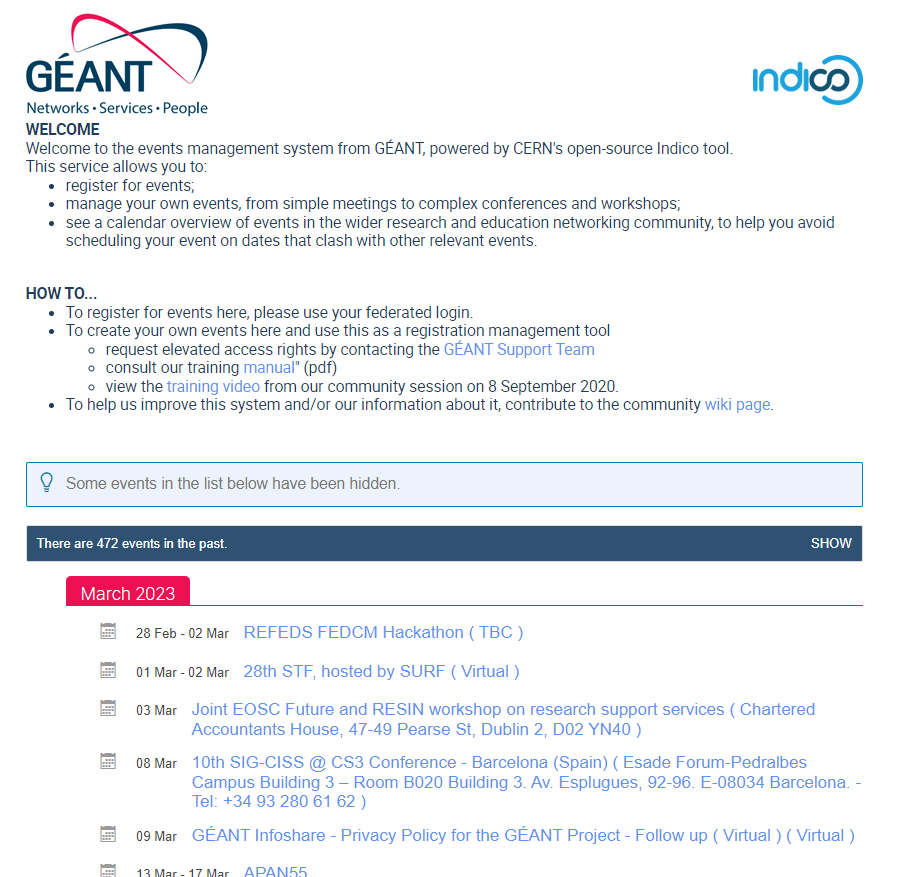 GÉANT
Networks • Services • People
indico
WELCOME
Welcome to the events management system from GÉANT, powered by CERN's open-source Indico tool.
This service allows you to:
• register for events;
• manage your own events, from simple meetings to complex conferences and workshops;
• see a calendar overview of events in the wider research and education networking community, to help you avoid
scheduling your event on dates that clash with other relevant events.
HOW TO...
• To register for events here, please use your federated login.
• To create your own events here and use this as a registration management tool
◦ request elevated access rights by contacting the GÉANT Support Team
◦ consult our training manual" (pdf)
◦ view the training video from our community session on 8 September 2020.
• To help us improve this system and/or our information about it, contribute to the community wiki page.
Some events in the list below have been hidden.
There are 472 events in the past. SHOW
March 2023
28 Feb - 02 Mar REFEDS FEDCM Hackathon ( TBC )
01 Mar - 02 Mar 28th STF, hosted by SURF ( Virtual )
03 Mar Joint EOSC Future and RESIN workshop on research support services ( Chartered
Accountants House, 47-49 Pearse St, Dublin 2, D02 YN40 )
08 Mar 10th SIG-CISS @ CS3 Conference - Barcelona (Spain) ( Esade Forum-Pedralbes
Campus Building 3 – Room B020 Building 3. Av. Esplugues, 92-96. E-08034 Barcelona. -
Tel: +34 93 280 61 62 )
09 Mar GÉANT Infoshare - Privacy Policy for the GÉANT Project - Follow up ( Virtual ) ( Virtual )
13 Mar - 17 Mar APAN55